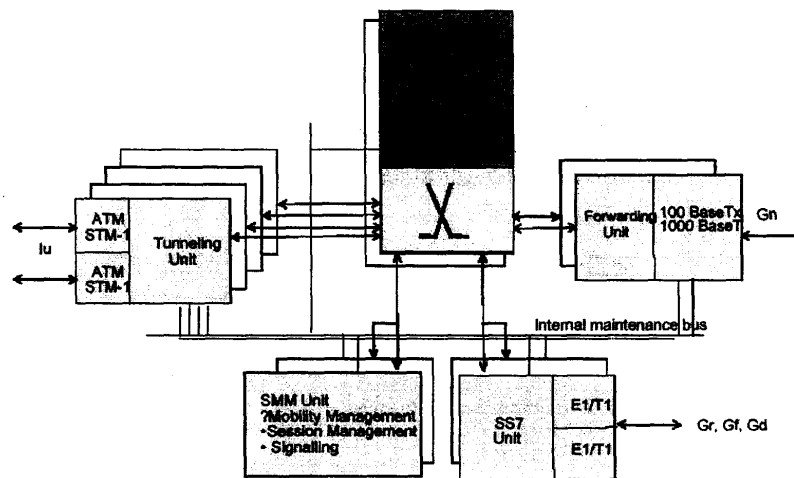 ATM
STM-1
ATM
STM-1
Iu
Tunneling
Unit
Forwarding
Unit
100 BaseTx
1000 BaseT
Gn
Internal maintenance bus
SMM Unit
?Mobility Management
•Session Management
• Signalling
SS7
Unit
E1/T1
E1/T1
Gr, Gf, Gd